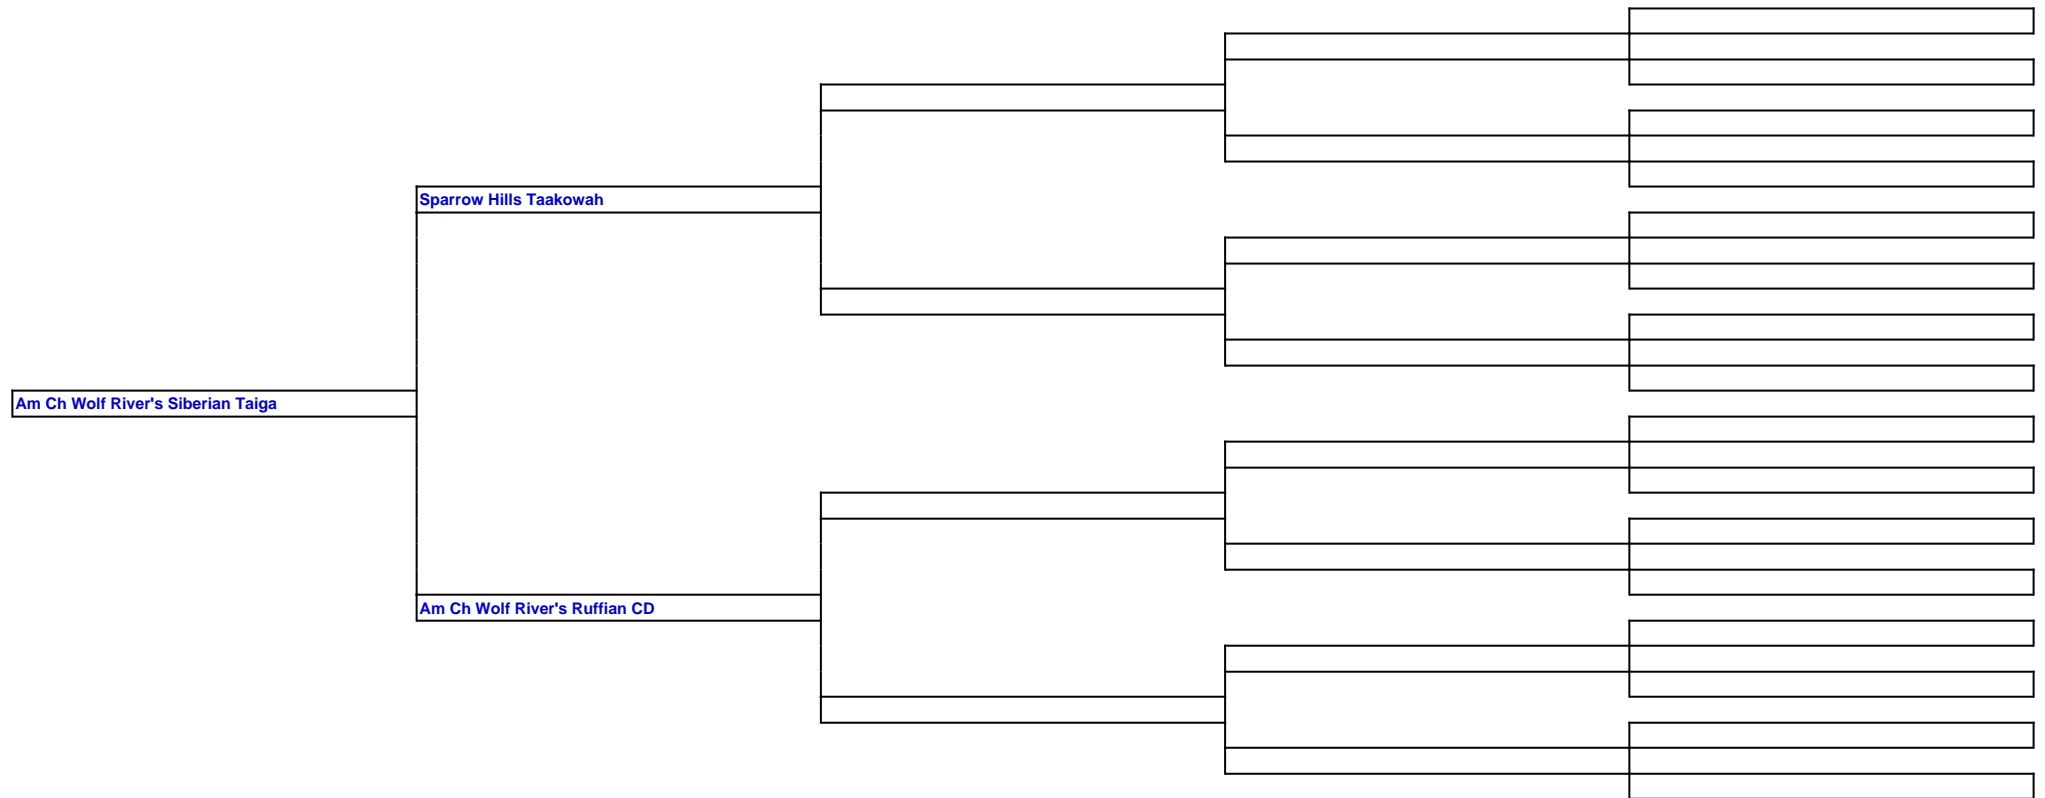 Sparrow Hills Taakowah
Am Ch Wolf River's Siberian Taiga
Am Ch Wolf River's Ruffian CD